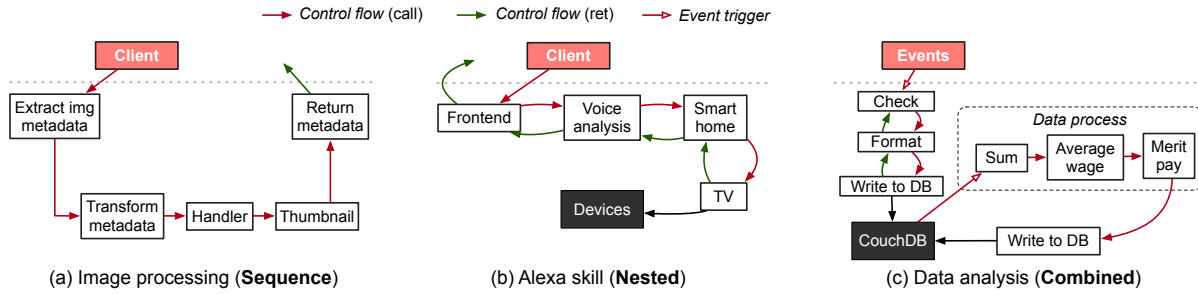 Control flow (call)
Control flow (ret)
Event trigger
Client
Extract img
metadata
Return
metadata
Transform
metadata
Handler
Thumbnail
(a) Image processing (Sequence)
Client
Frontend
Voice
analysis
Smart
home
TV
Devices
(b) Alexa skill (Nested)
Events
Check
Format
Write to DB
CouchDB
Data process
Sum
Average
wage
Merit
pay
Write to DB
(c) Data analysis (Combined)